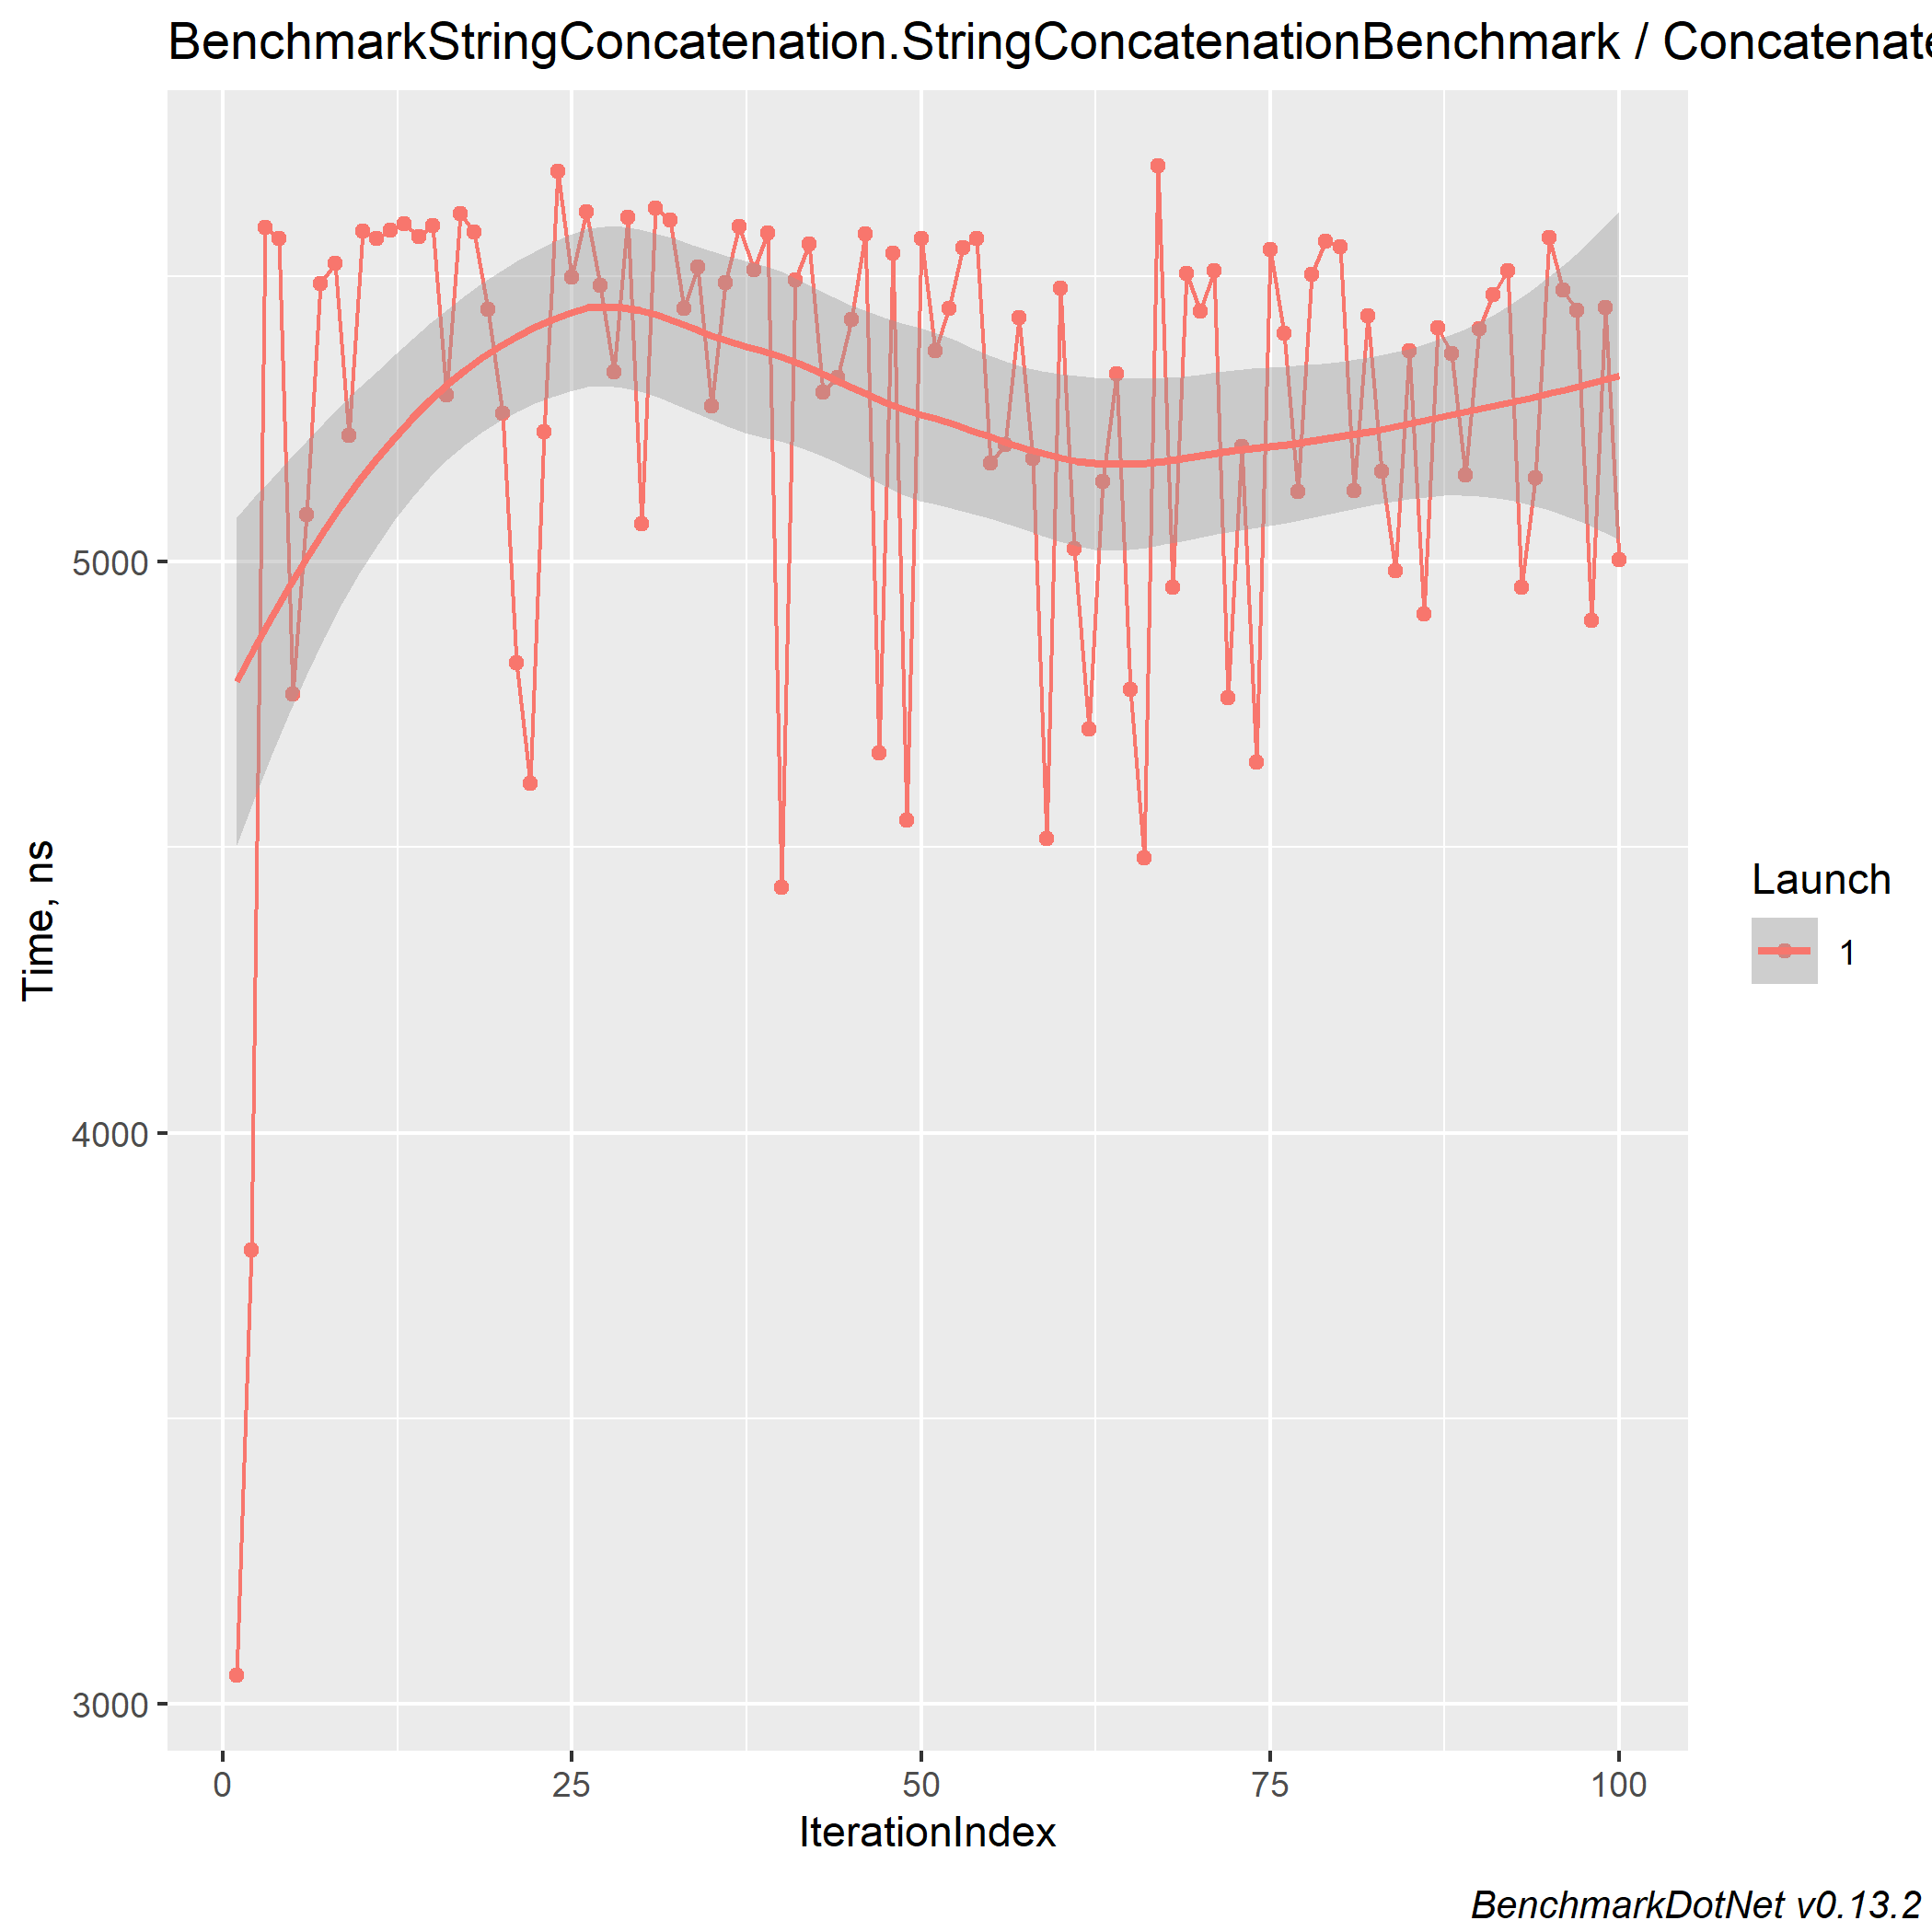 BenchmarkStringConcatenation.StringConcatenationBenchmark / Concatenate
5000
4000
3000
Time, ns
0 25 50 75 100
IterationIndex
Launch
1
BenchmarkDotNet v0.13.2